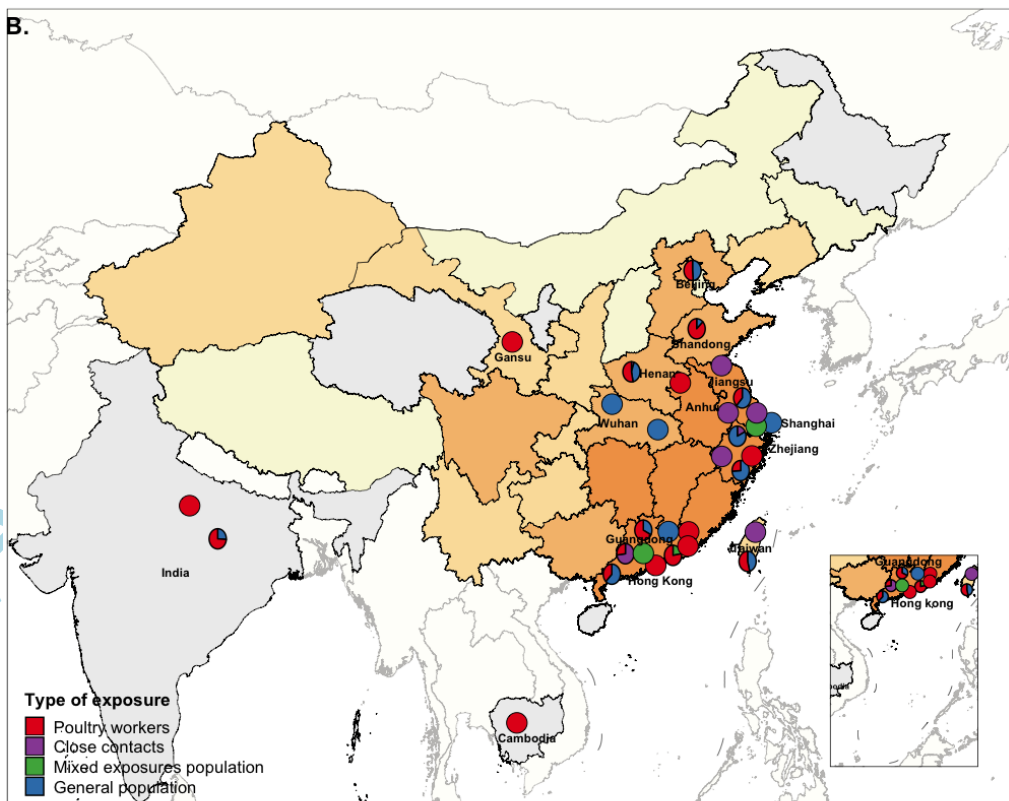 B.
Beijing
Shandong
Gansu
Henam
Jiangsu
Anhui
Wuhan
Shanghai
Zhejiang
Guangdong
Taiwan
Hong Kong
India
Cambodia
Guangdong
Hong kong
Type of exposure
Poultry workers
Close contacts
Mixed exposures population
General population